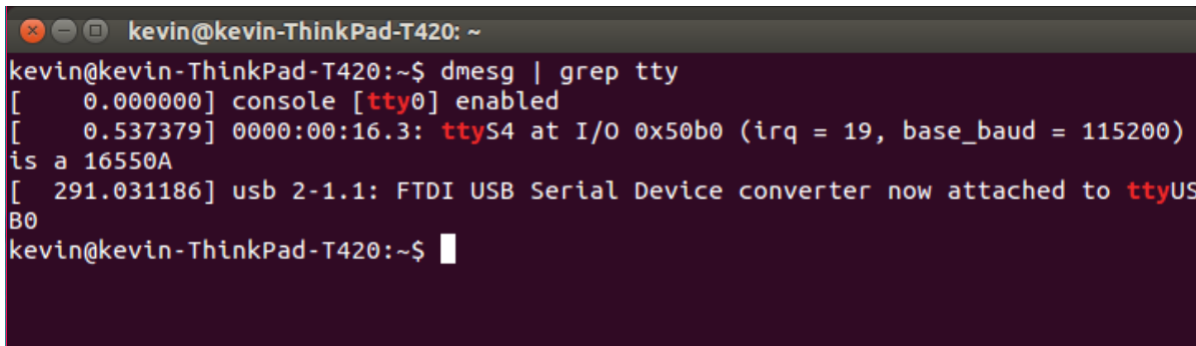 kevin@kevin-ThinkPad-T420: ~
kevin@kevin-ThinkPad-T420:~$ dmesg | grep tty
[    0.000000] console [tty0] enabled
[    0.537379] 0000:00:16.3: ttyS4 at I/O 0x50b0 (irq = 19, base_baud = 115200)
is a 16550A
[  291.031186] usb 2-1.1: FTDI USB Serial Device converter now attached to ttyUS
B0
kevin@kevin-ThinkPad-T420:~$